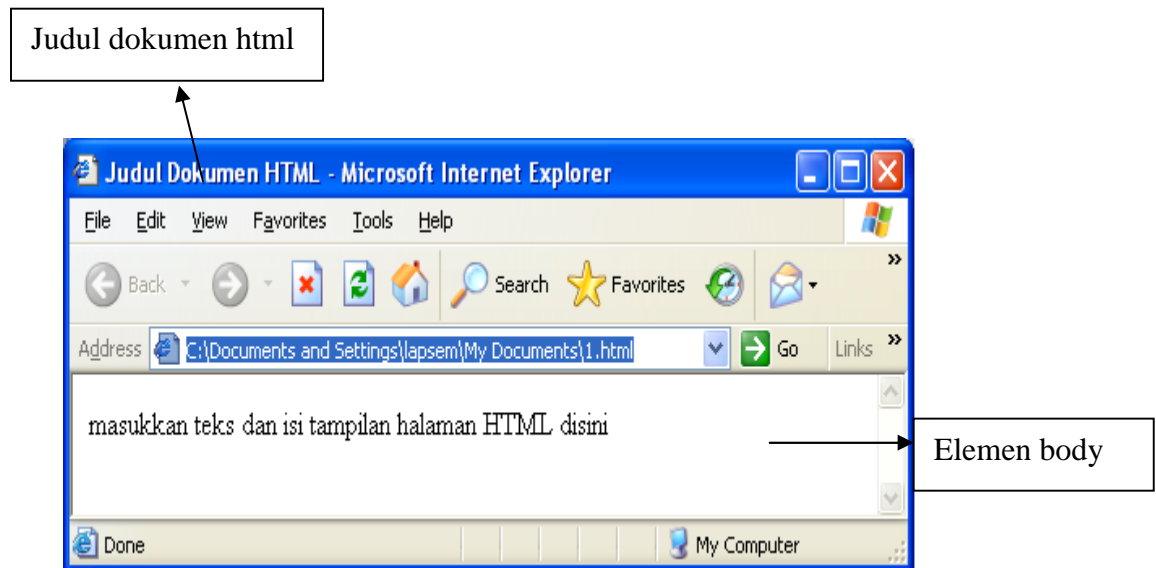 Judul dokumen html
Judul Dokumen HTML - Microsoft Internet Explorer
File Edit View Favorites Tools Help
Back Search Favorites »
Address C:\Documents and Settings\lapsem\My Documents\1.html Go Links »
masukkan teks dan isi tampilan halaman HTML disini
Elemen body
Done My Computer